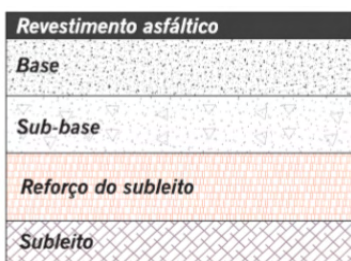 Revestimento asfáltico
Base
Sub-base
Reforço do subleito
Subleito